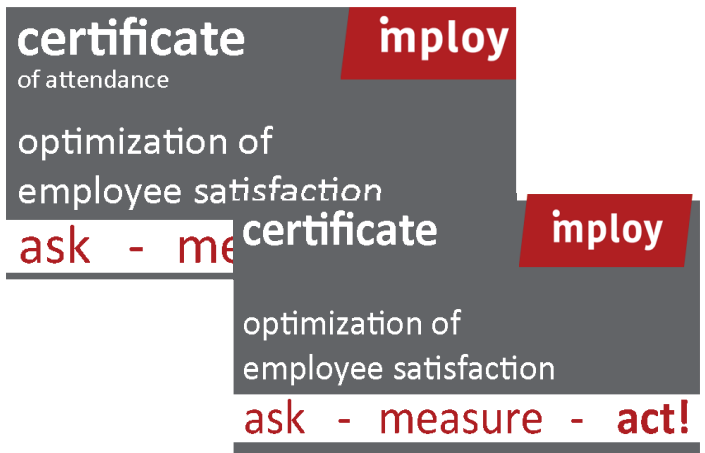 certificate
imploy
of attendance
optimization of
employee satisfaction
ask - me
certificate
imploy
optimization of
employee satisfaction
ask - measure - act!